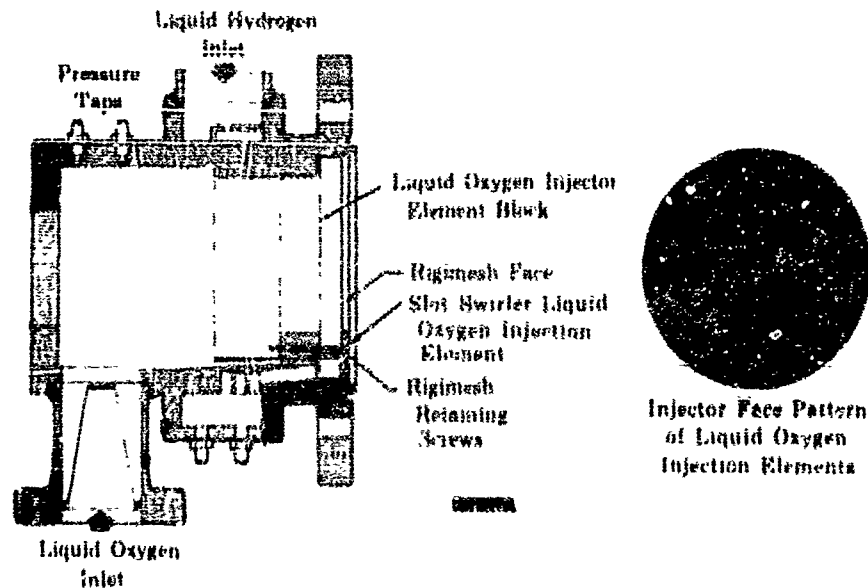 Liquid Hydrogen
Inlet
Pressure
Taps
Liquid Oxygen Injector
Element Block
Rigimesh Face
Slot Swirler Liquid
Oxygen Injection
Element
Rigimesh
Retaining
Screws
Liquid Oxygen
Inlet
Injector Face Pattern
of Liquid Oxygen
Injection Elements